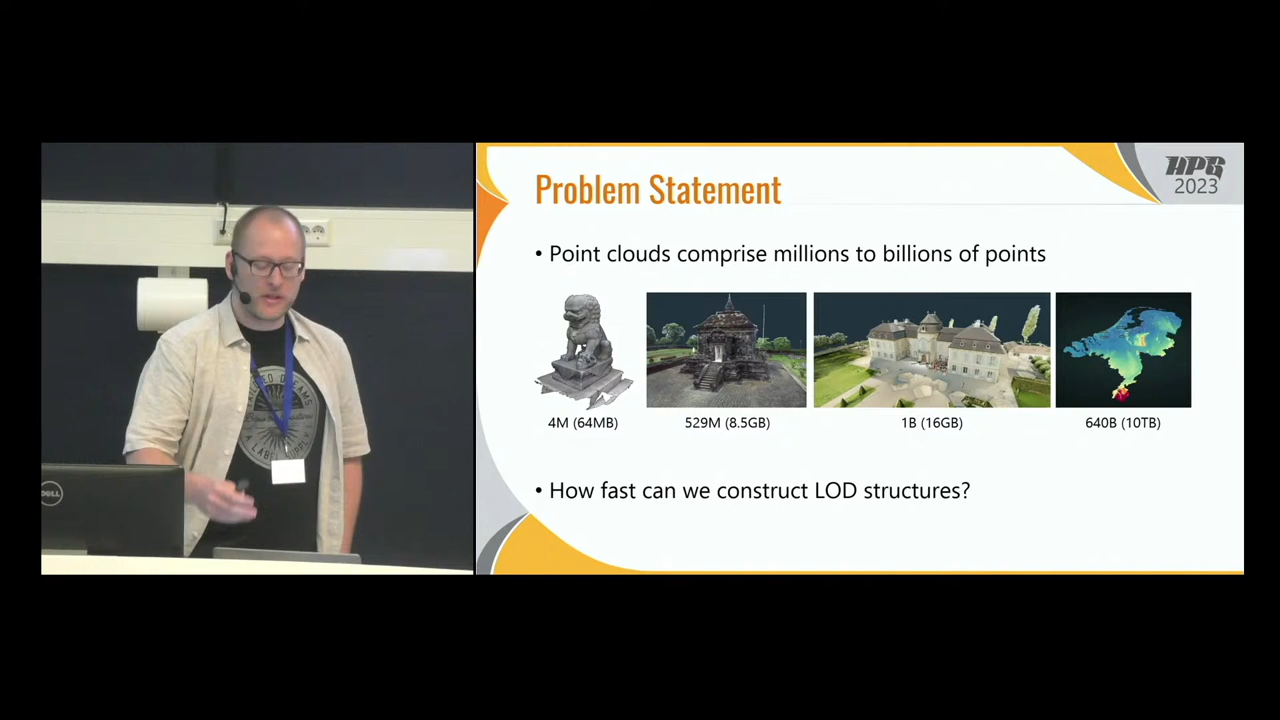 HPG
2023
Problem Statement
• Point clouds comprise millions to billions of points
4M (64MB)
529M (8.5GB)
1B (16GB)
640B (10TB)
• How fast can we construct LOD structures?
DELL